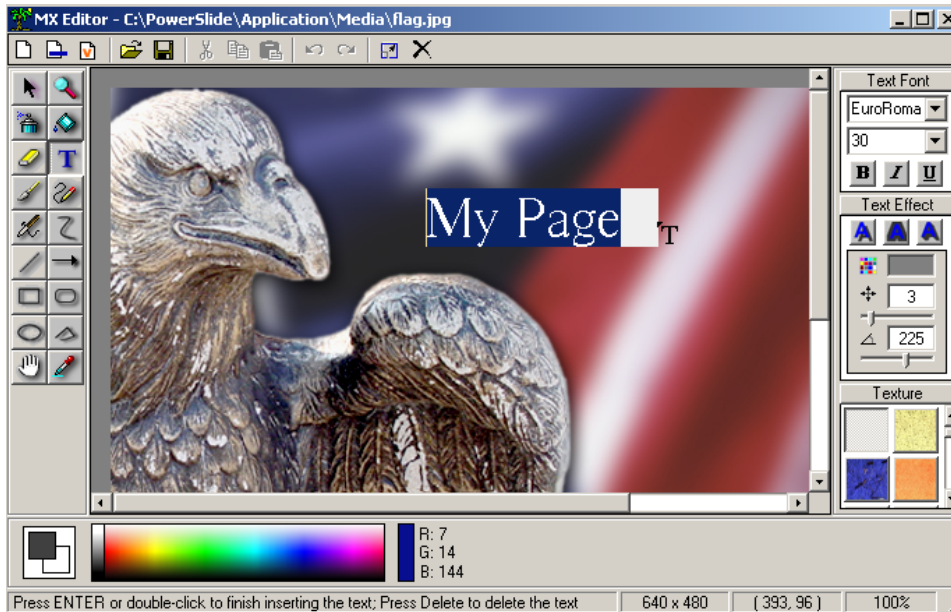 MX Editor - C:\PowerSlide\Application\Media\flag.jpg
Text Font
EuroRoma
30
B I U
Text Effect
A A A
3
225
Texture
T
My Page
T
R: 7
G: 14
B: 144
Press ENTER or double-click to finish inserting the text; Press Delete to delete the text 640 x 480 ( 393, 96 ) 100%